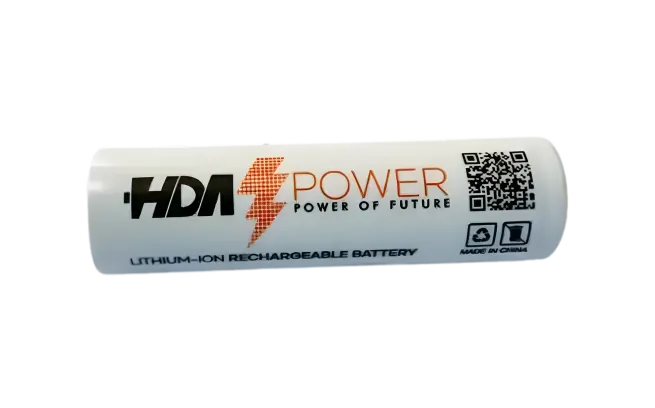 HDA POWER
POWER OF FUTURE
LITHIUM-ION RECHARGEABLE BATTERY
MADE IN CHINA